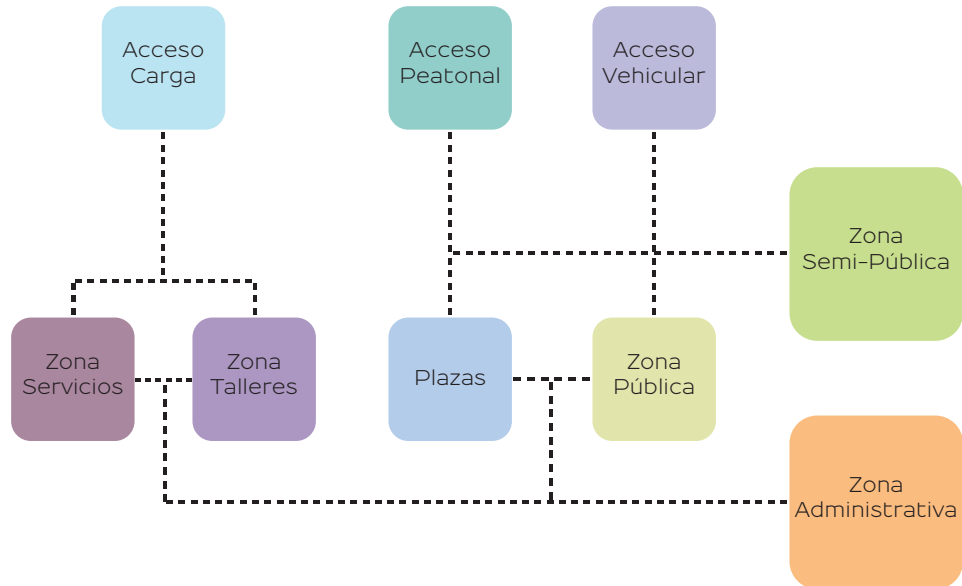 Acceso
Carga
Acceso
Peatonal
Acceso
Vehicular
Zona
Semi-Pública
Zona
Servicios
Zona
Talleres
Plazas
Zona
Pública
Zona
Administrativa